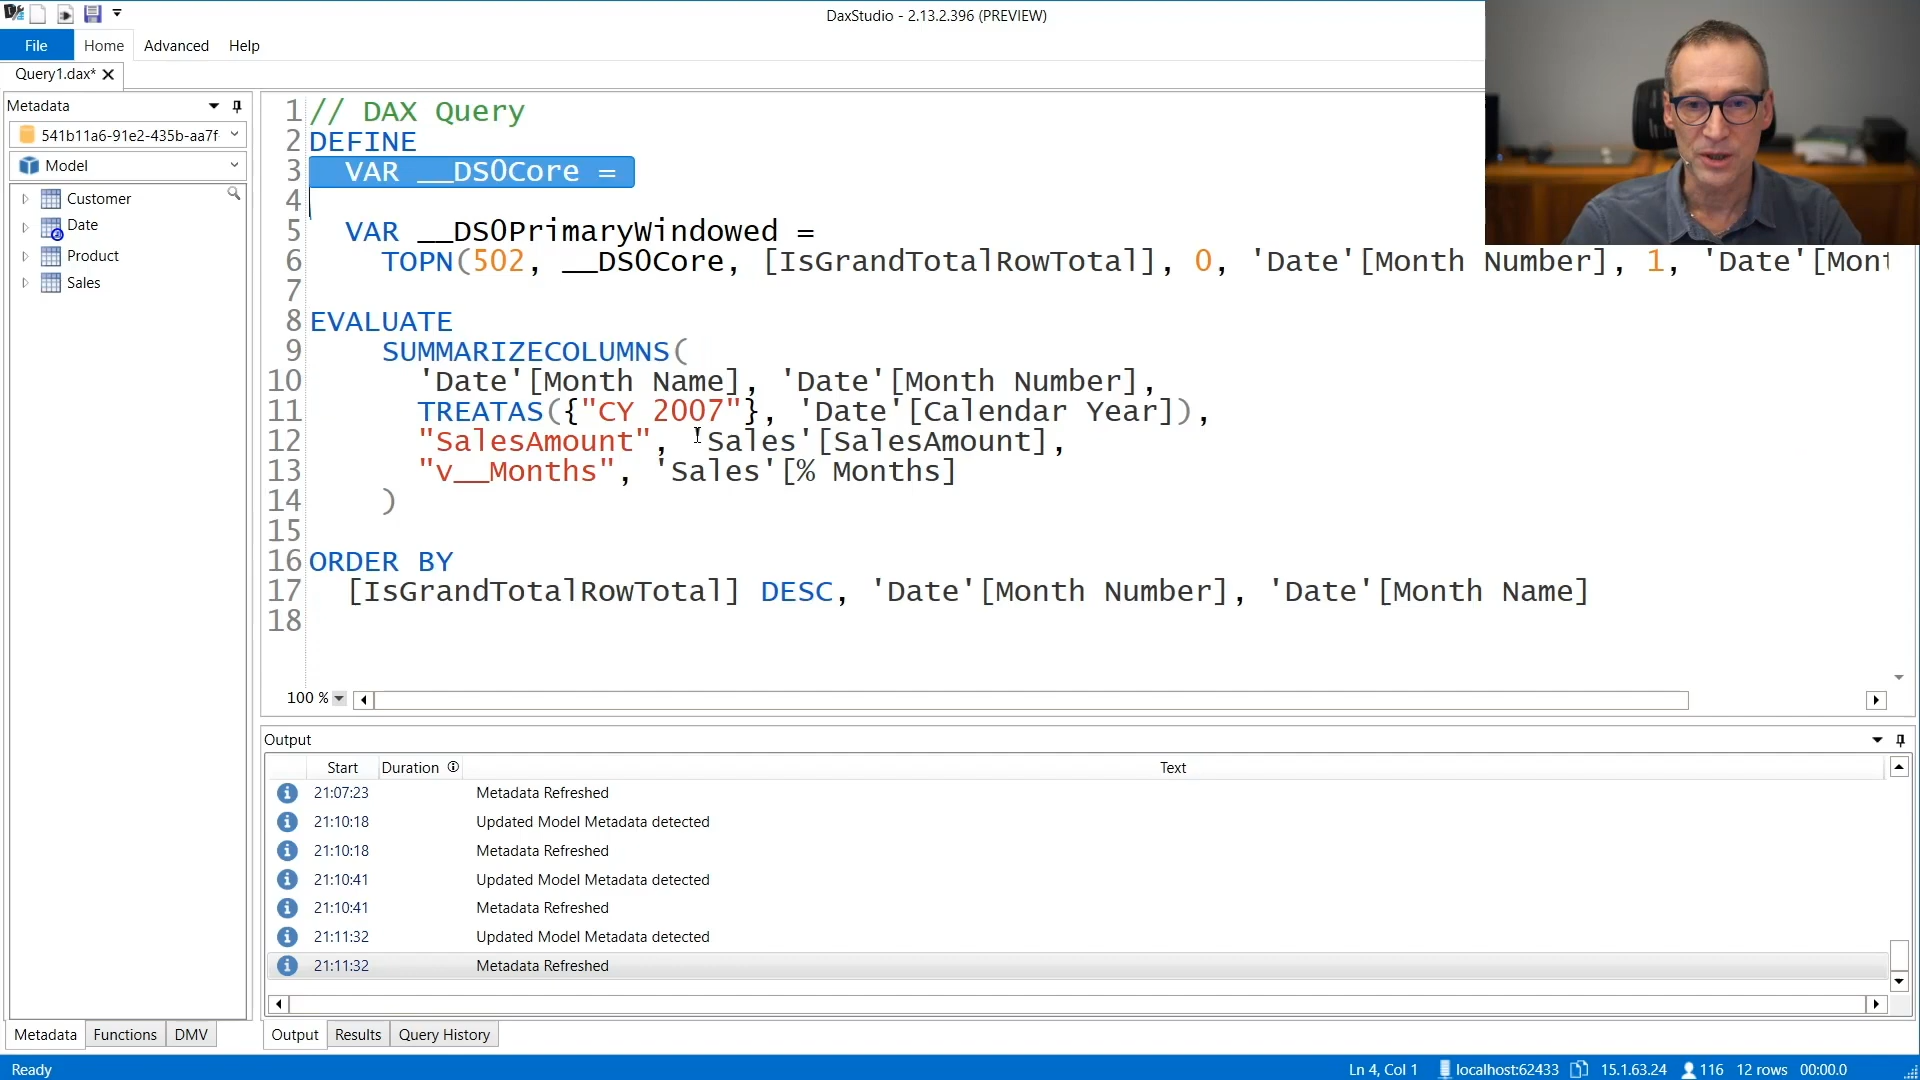 DaxStudio - 2.13.2.396 (PREVIEW)
File Home Advanced Help
Query1.dax*
Metadata
541b11a6-91e2-435b-aa7f-
Model
Customer
Date
Product
Sales
1 // DAX Query
2 DEFINE
3 VAR __DS0Core =
4
5 VAR __DS0PrimaryWindowed =
6 TOPN(502, __DS0Core, [IsGrandTotalRowTotal], 0, 'Date'[Month Number], 1, 'Date'[Mont
7
8 EVALUATE
9 SUMMARIZECOLUMNS(
10 'Date'[Month Name], 'Date'[Month Number],
11 TREATAS({"CY 2007"}, 'Date'[Calendar Year]),
12 "SalesAmount", 'Sales'[SalesAmount],
13 "v__Months", 'Sales'[% Months]
14 )
15
16 ORDER BY
17 [IsGrandTotalRowTotal] DESC, 'Date'[Month Number], 'Date'[Month Name]
18
100 %
Output
Start Duration Text
21:07:23 Metadata Refreshed
21:10:18 Updated Model Metadata detected
21:10:18 Metadata Refreshed
21:10:41 Updated Model Metadata detected
21:10:41 Metadata Refreshed
21:11:32 Updated Model Metadata detected
21:11:32 Metadata Refreshed
Metadata Functions DMV
Output Results Query History
Ready Ln 4, Col 1 localhost:62433 15.1.63.24 116 12 rows 00:00.0